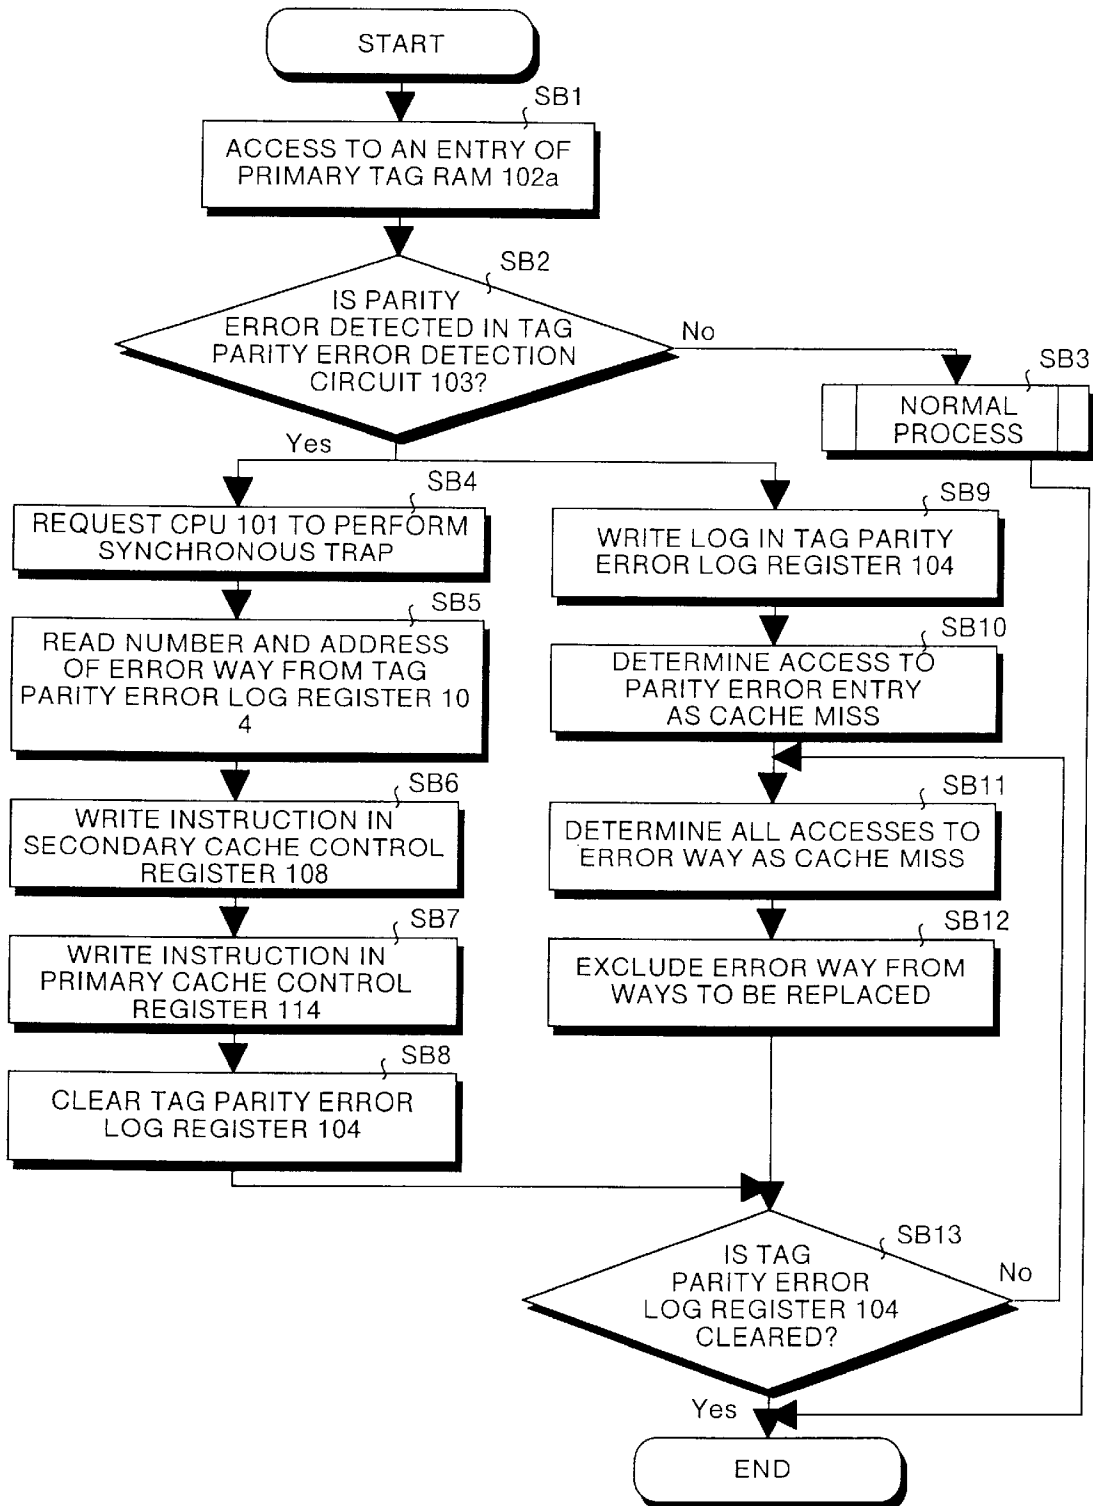 START
SB1
ACCESS TO AN ENTRY OF
PRIMARY TAG RAM 102a
SB2
IS PARITY
ERROR DETECTED IN TAG
PARITY ERROR DETECTION
CIRCUIT 103?
No
SB3
NORMAL
PROCESS
Yes
SB4
REQUEST CPU 101 TO PERFORM
SYNCHRONOUS TRAP
SB5
READ NUMBER AND ADDRESS
OF ERROR WAY FROM TAG
PARITY ERROR LOG REGISTER 10
4
SB6
WRITE INSTRUCTION IN
SECONDARY CACHE CONTROL
REGISTER 108
SB7
WRITE INSTRUCTION IN
PRIMARY CACHE CONTROL
REGISTER 114
SB8
CLEAR TAG PARITY ERROR
LOG REGISTER 104
SB9
WRITE LOG IN TAG PARITY
ERROR LOG REGISTER 104
SB10
DETERMINE ACCESS TO
PARITY ERROR ENTRY
AS CACHE MISS
SB11
DETERMINE ALL ACCESSES TO
ERROR WAY AS CACHE MISS
SB12
EXCLUDE ERROR WAY FROM
WAYS TO BE REPLACED
SB13
IS TAG
PARITY ERROR
LOG REGISTER 104
CLEARED?
No
Yes
END